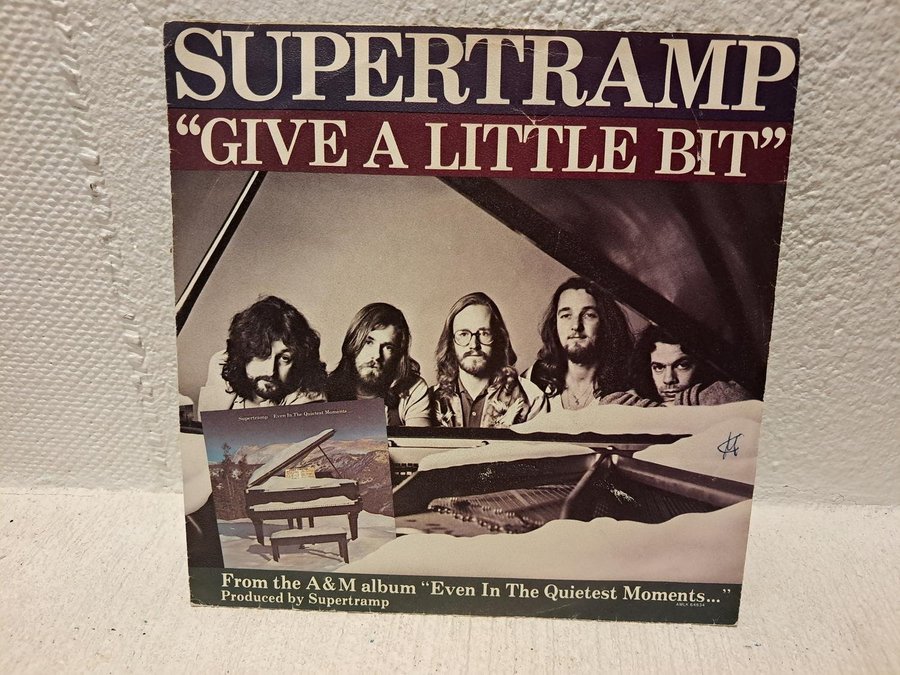 SUPERTRAMP
“GIVE A LITTLE BIT”
Supertramp Even In The Quietest Moments...
From the A&M album “Even In The Quietest Moments...”
Produced by Supertramp
AMLK 64634